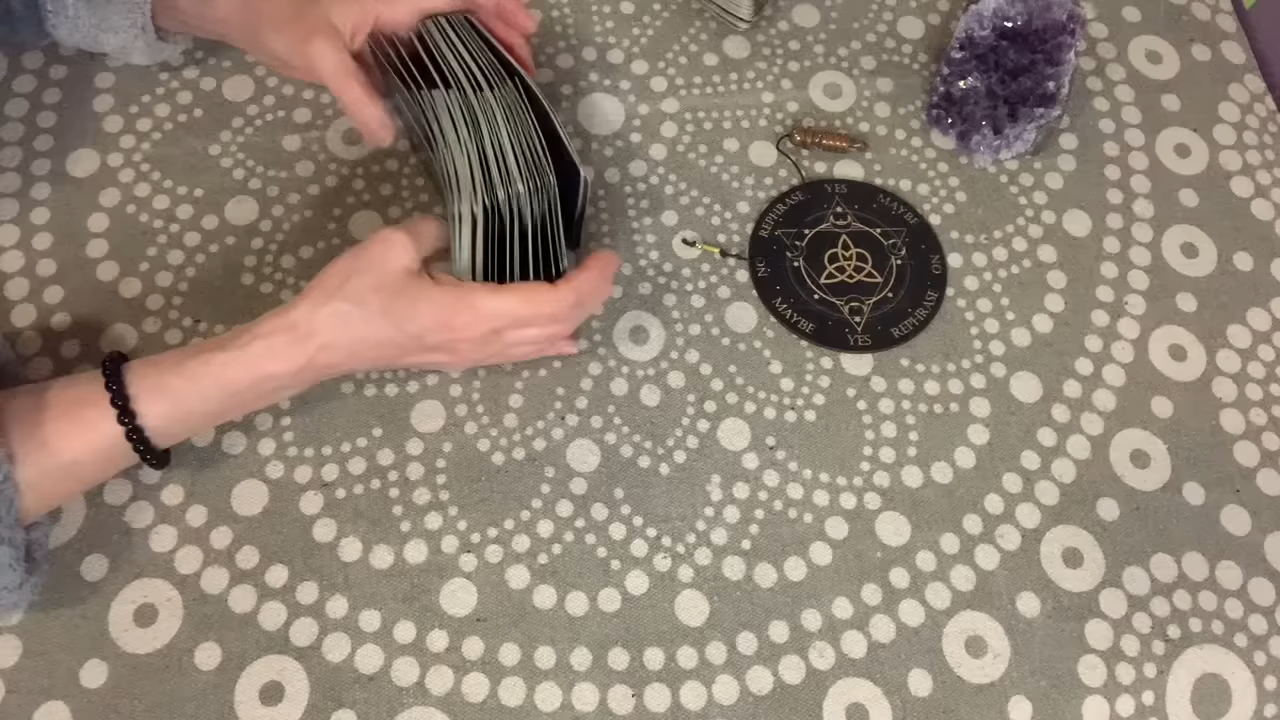 YES
MAYBE
NO
REPHRASE
YES
MAYBE
NO
REPHRASE